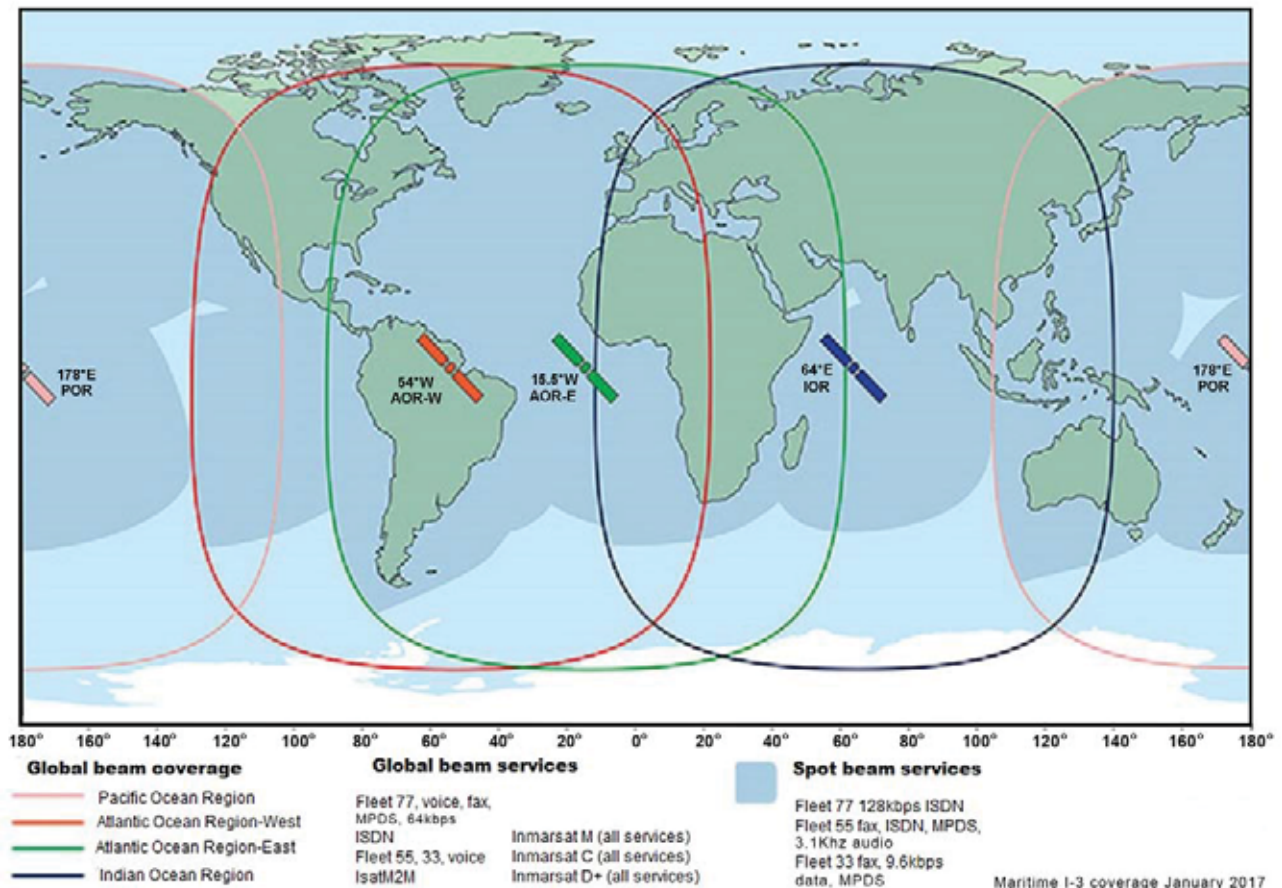 178°E
POR
54°W
AOR-W
15.5°W
AOR-E
64°E
IOR
178°E
POR
180° 160° 120° 100° 80° 60° 40° 20° 0° 20° 40° 60° 80° 100° 120° 140° 160° 180°
Global beam coverage
Pacific Ocean Region
Atlantic Ocean Region-West
Atlantic Ocean Region-East
Indian Ocean Region
Global beam services
Fleet 77, voice, fax,
MPDS, 64kbps
ISDN
Fleet 55, 33, voice
IsatM2M
Inmarsat M (all services)
Inmarsat C (all services)
Inmarsat D+ (all services)
Spot beam services
Fleet 77 128kbps ISDN
Fleet 55 fax, ISDN, MPDS,
3.1Khz audio
Fleet 33 fax, 9.6kbps
data, MPDS
Maritime I-3 coverage January 2017